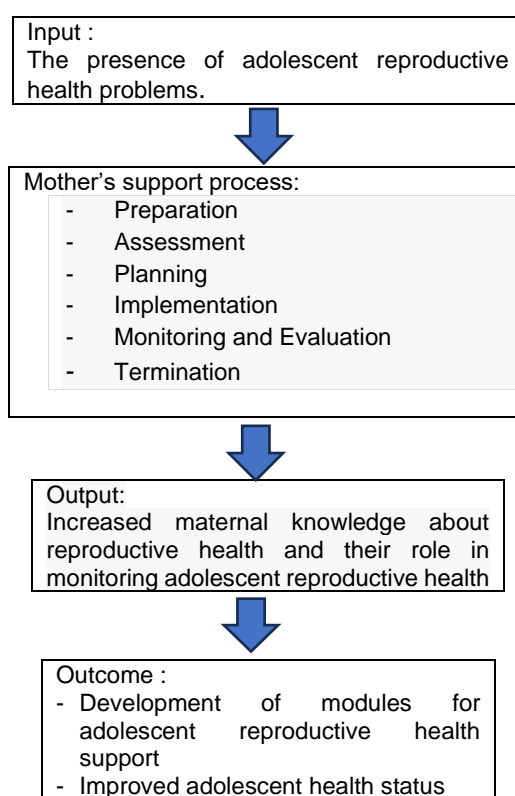 Input :
The presence of adolescent reproductive
health problems.
Mother’s support process:
- Preparation
- Assessment
- Planning
- Implementation
- Monitoring and Evaluation
- Termination
Output:
Increased maternal knowledge about
reproductive health and their role in
monitoring adolescent reproductive health
Outcome :
- Development of modules for
adolescent reproductive health
support
- Improved adolescent health status